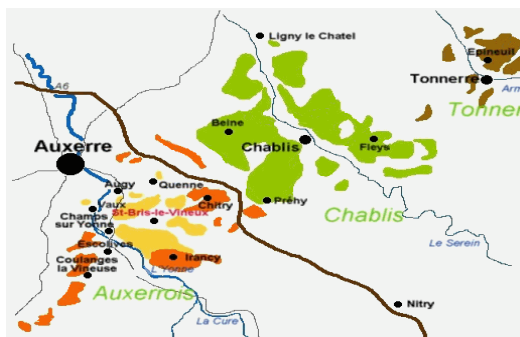 Ligny le Chatel
Epineuil
Tonnerre
Arm
Tonner
A6
Beine
Chablis
Fleys
Auxerre
Augy
Quenne
Chitry
Préhy
Chablis
Vaux
St-Bris-le-Vineux
Champs
sur Yonne
Escolives
Coulanges
la Vineuse
Irancy
L'Yonne
Le Serein
Auxerrois
La Cure
Nitry